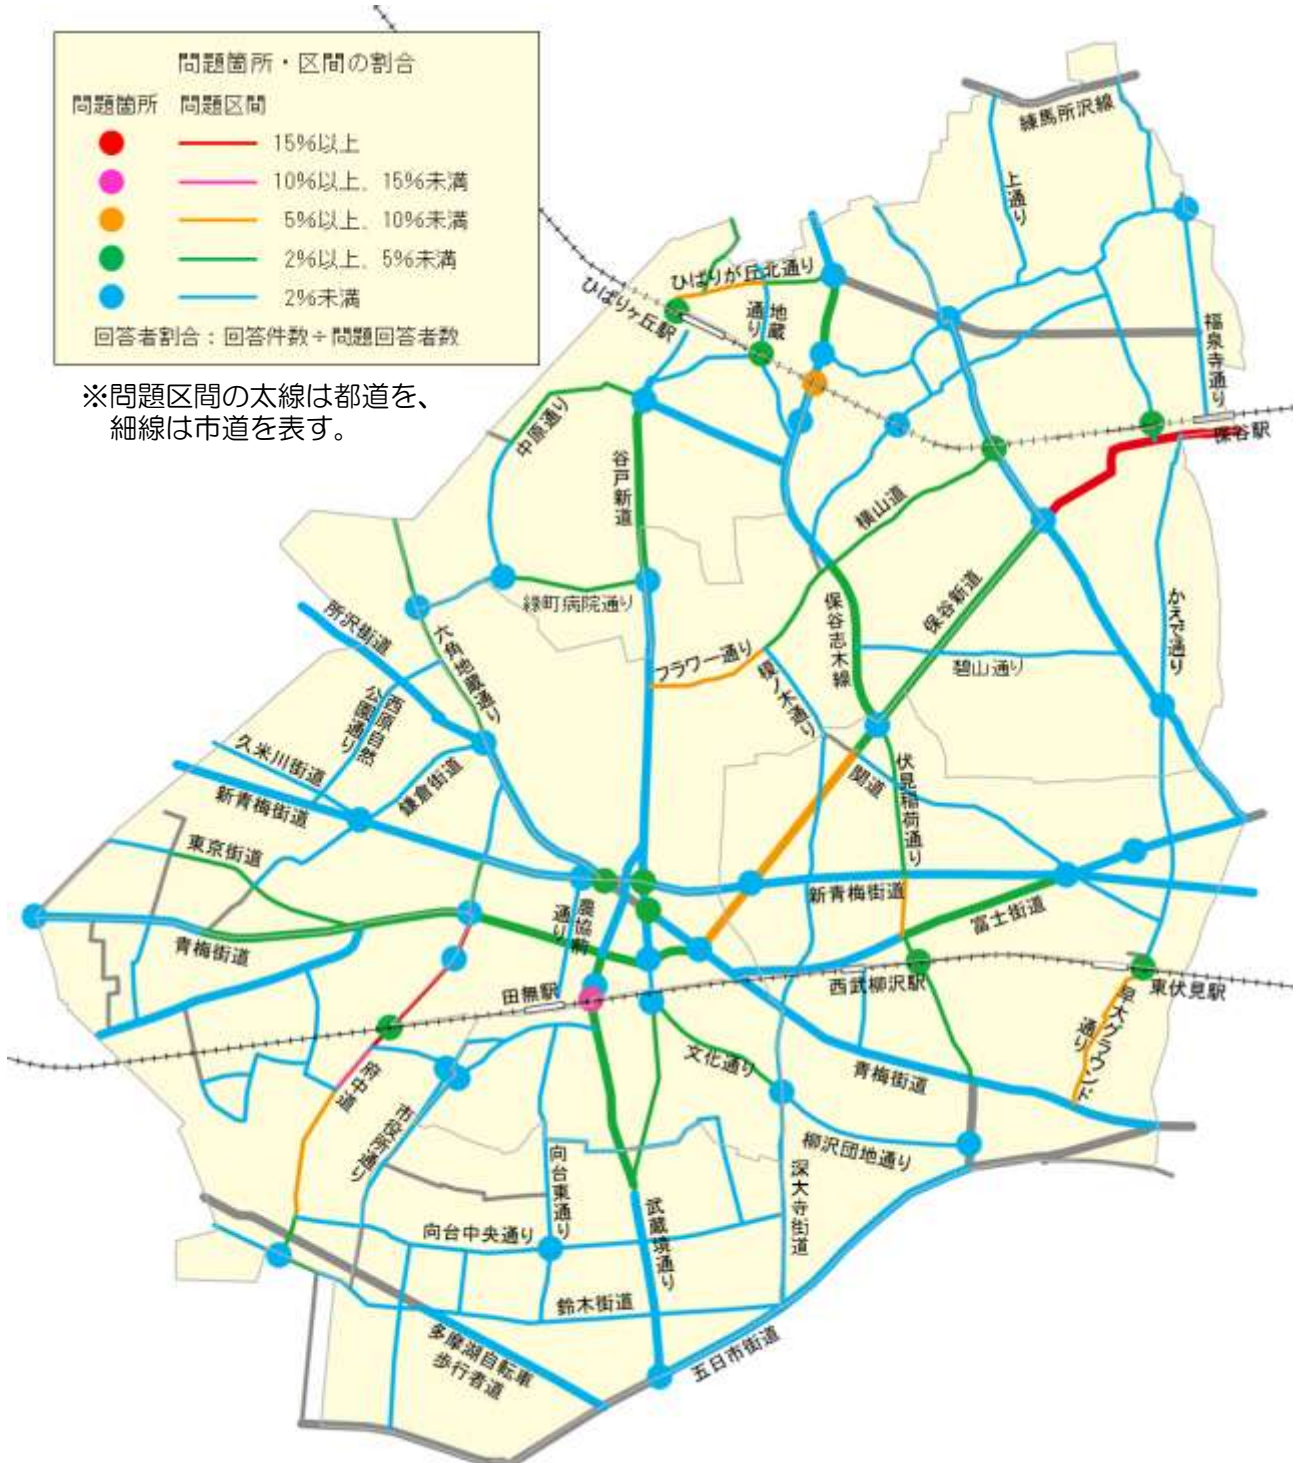 問題箇所・区間の割合
問題箇所 問題区間
15%以上
10%以上、15%未満
5%以上、10%未満
2%以上、5%未満
2%未満
回答者割合：回答件数÷問題回答者数
※問題区間の太線は都道を、
細線は市道を表す。
練馬所沢線
上通り
ひばりが丘北通り
ひばりヶ丘駅
地蔵
通り
福泉寺通り
保谷駅
中原通り
谷戸新道
横山道
緑町病院通り
保谷志木線
保谷新道
かえで通り
所沢街道
六角地蔵通り
フラワー通り
榎ノ木通り
碧山通り
西原自然
公園通り
久米川街道
新青梅街道
鎌倉街道
関道
伏見稲荷通り
東京街道
新青梅街道
富士街道
農協前
通り
青梅街道
田無駅
西武柳沢駅
東伏見駅
早大グラウンド
通り
文化通り
青梅街道
府中道
市役所通り
柳沢団地通り
向台東通り
深大寺街道
向台中央通り
武蔵境通り
鈴木街道
多摩湖自転車
歩行者道
五日市街道